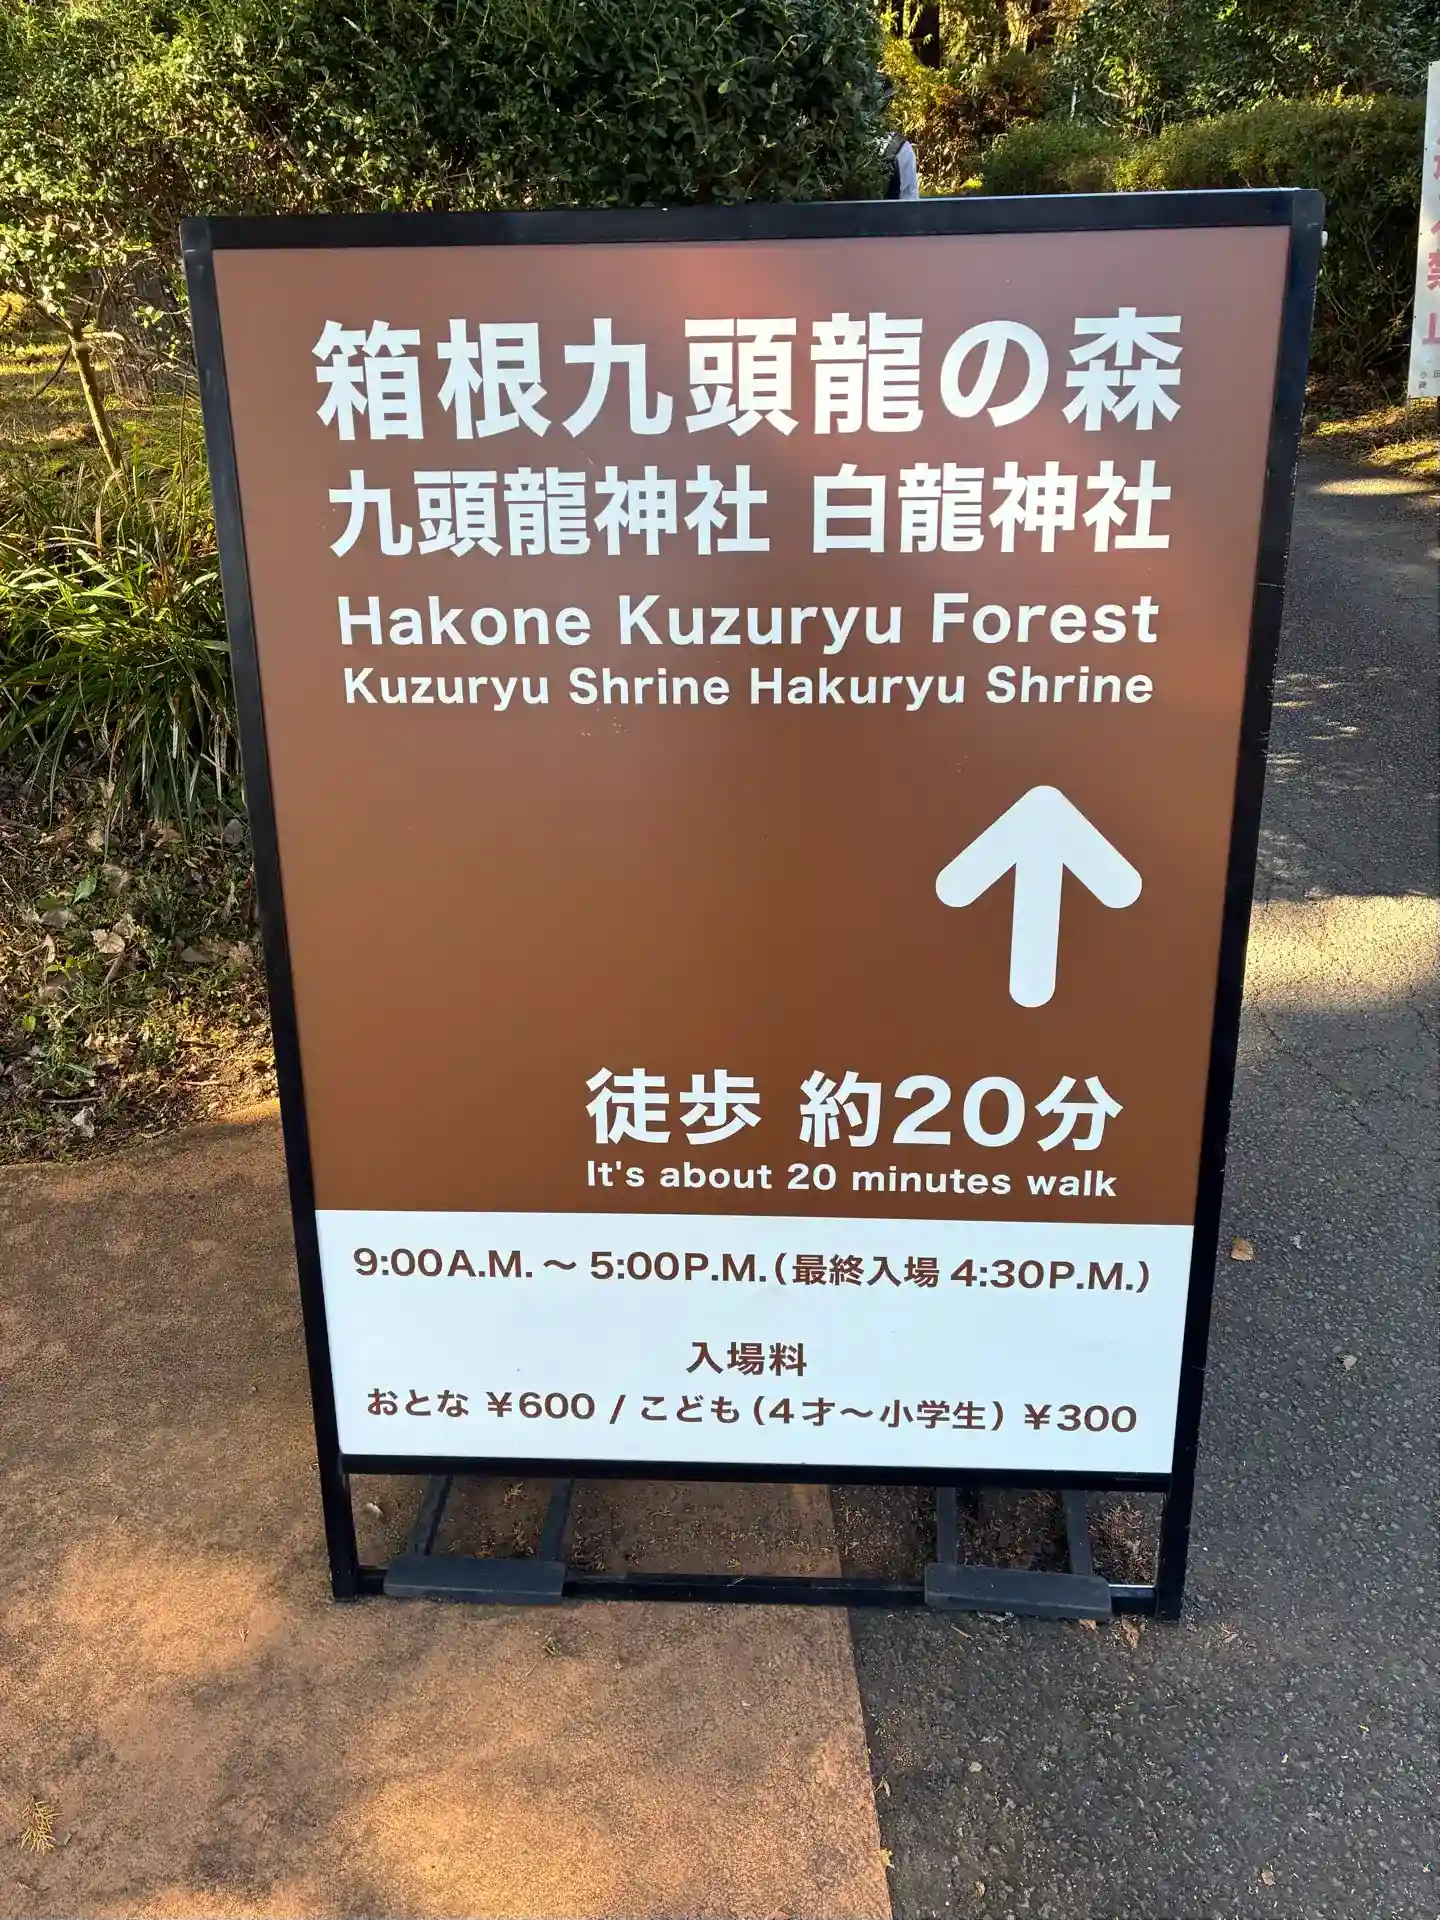 箱根九頭龍の森
九頭龍神社 白龍神社
Hakone Kuzuryu Forest
Kuzuryu Shrine Hakuryu Shrine
徒歩 約20分
It's about 20 minutes walk
9:00A.M.～5:00P.M.(最終入場 4:30P.M.)
入場料
おとな ¥600 / こども(4才～小学生) ¥300
禁止